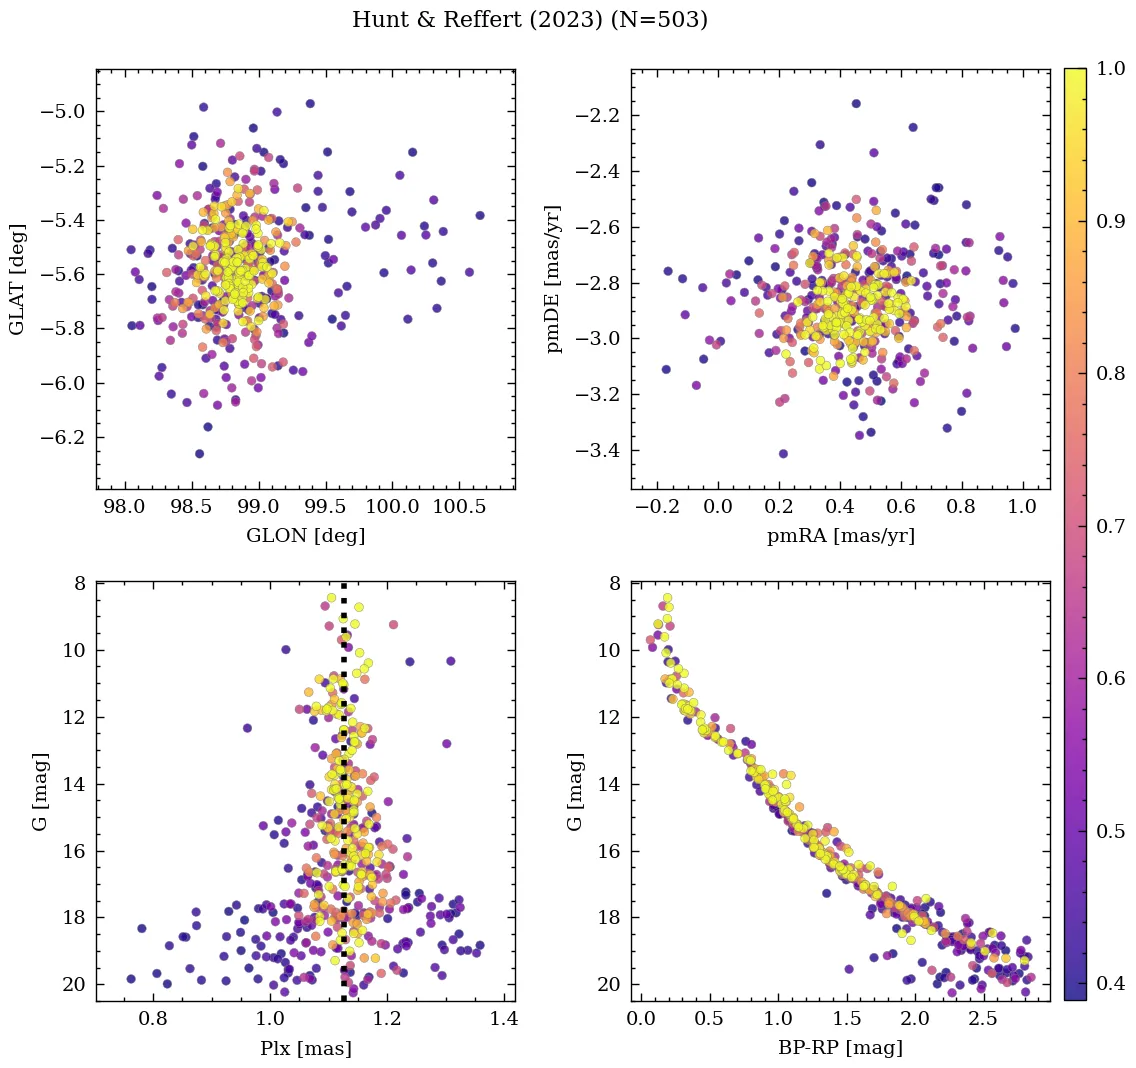 Hunt & Reffert (2023) (N=503)
−5.0
−5.2
−5.4
−5.6
−5.8
−6.0
−6.2
GLAT [deg]
98.0 98.5 99.0 99.5 100.0 100.5
GLON [deg]
−2.2
−2.4
−2.6
−2.8
−3.0
−3.2
−3.4
pmDE [mas/yr]
−0.2 0.0 0.2 0.4 0.6 0.8 1.0
pmRA [mas/yr]
8
10
12
14
16
18
20
G [mag]
0.8 1.0 1.2 1.4
Plx [mas]
8
10
12
14
16
18
20
G [mag]
0.0 0.5 1.0 1.5 2.0 2.5
BP-RP [mag]
1.0
0.9
0.8
0.7
0.6
0.5
0.4